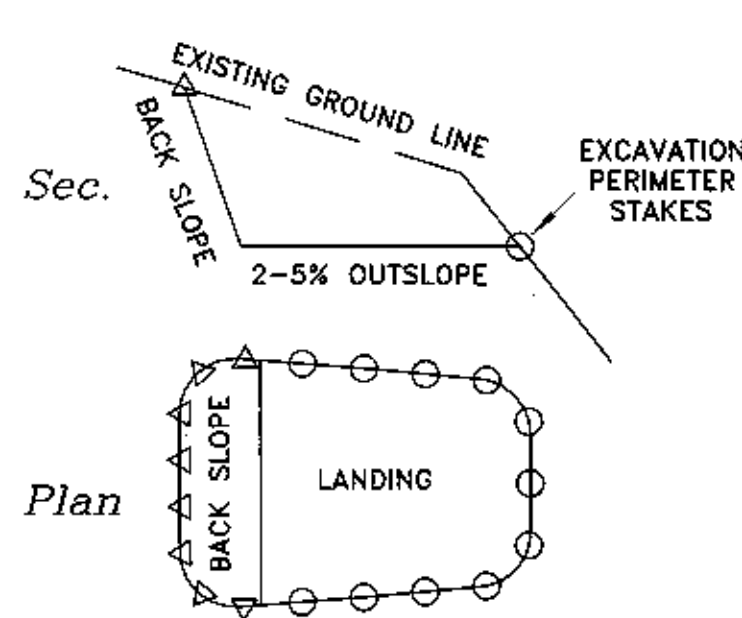 EXISTING GROUND LINE
BACK SLOPE
Sec.
EXCAVATION
PERIMETER
STAKES
2-5% OUTSLOPE
BACK SLOPE
LANDING
Plan